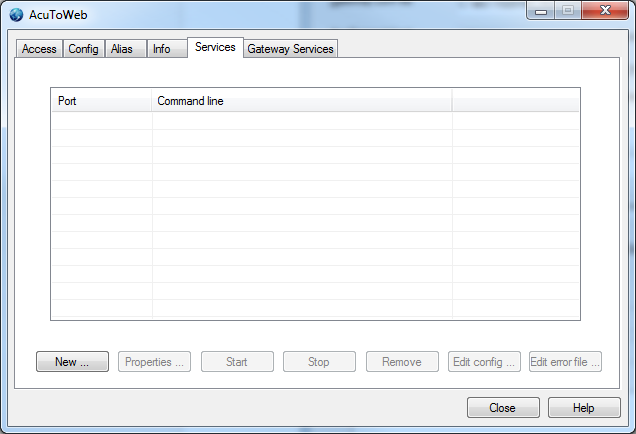 AcuToWeb
Access Config Alias Info Services Gateway Services
Port Command line
New ... Properties ... Start Stop Remove Edit config ... Edit error file ...
Close Help